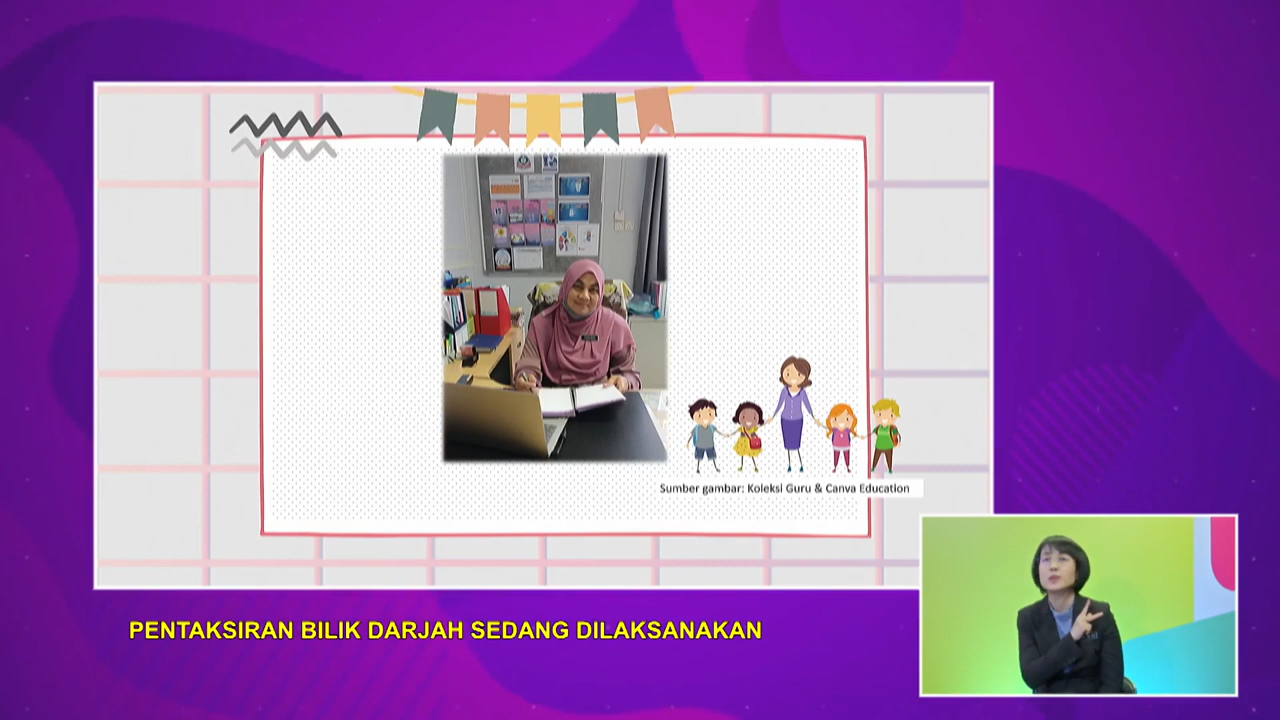 Sumber gambar: Koleksi Guru & Canva Education
PENTAKSIRAN BILIK DARJAH SEDANG DILAKSANAKAN